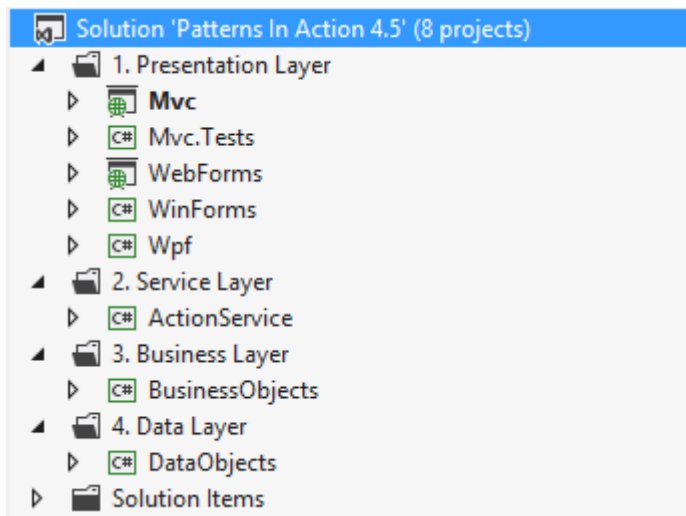 Solution 'Patterns In Action 4.5' (8 projects)
1. Presentation Layer
Mvc
C# Mvc.Tests
WebForms
C# WinForms
C# Wpf
2. Service Layer
C# ActionService
3. Business Layer
C# BusinessObjects
4. Data Layer
C# DataObjects
Solution Items